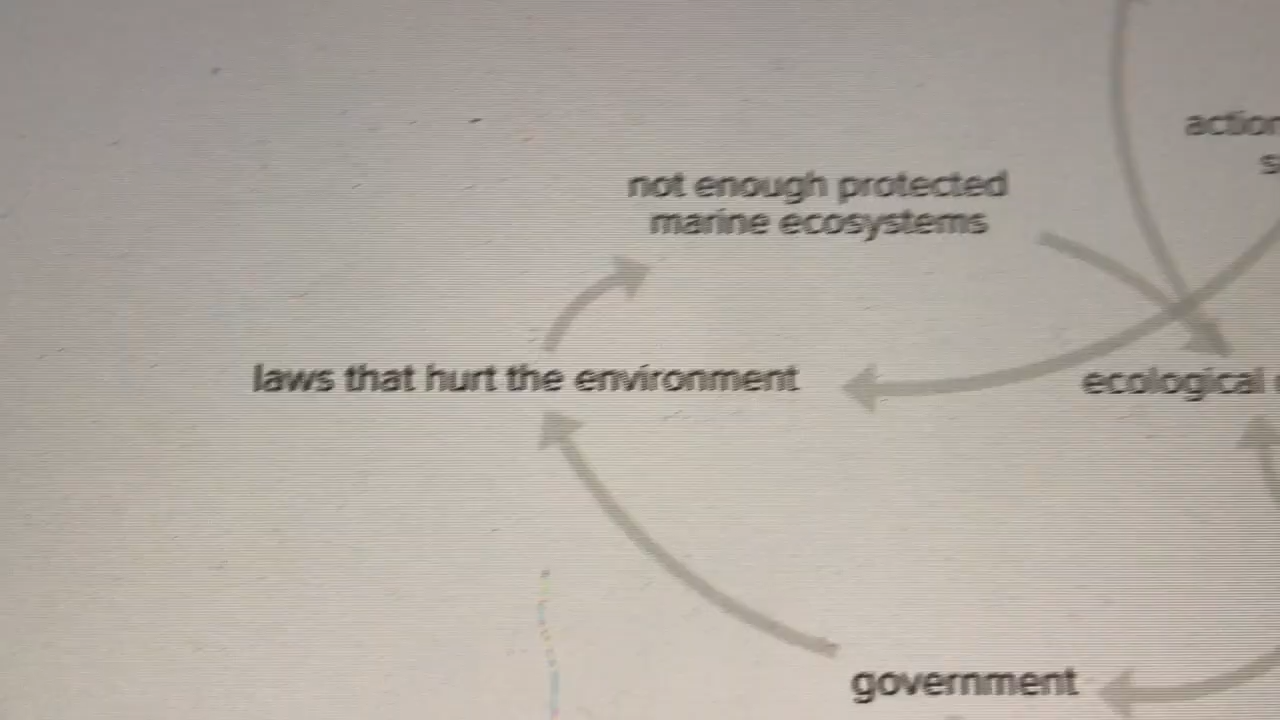 not enough protected
marine ecosystems
laws that hurt the environment
ecological
government